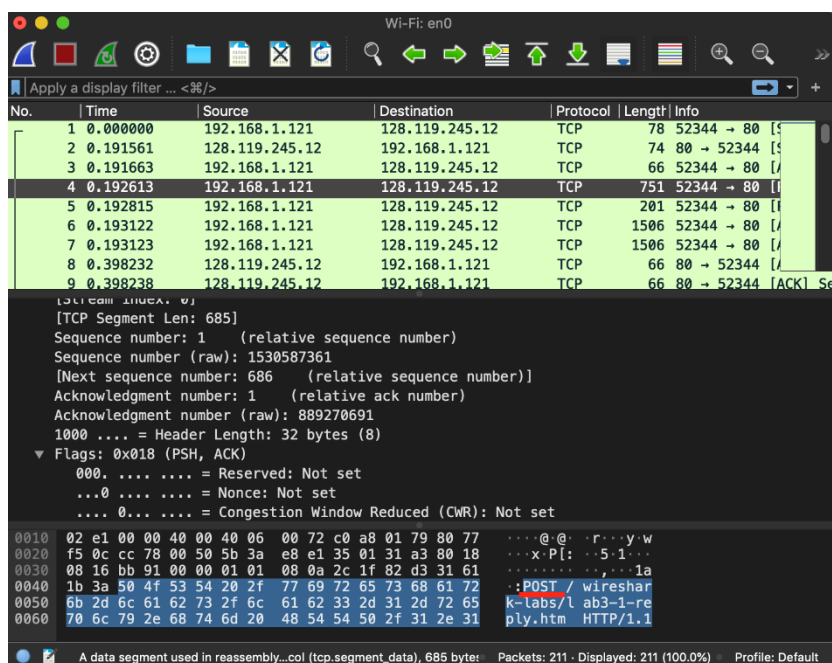 Wi-Fi: en0
Apply a display filter ... <⌘/>
No. Time Source Destination Protocol Length Info
1 0.000000 192.168.1.121 128.119.245.12 TCP 78 52344 → 80
2 0.191561 128.119.245.12 192.168.1.121 TCP 74 80 → 52344
3 0.191663 192.168.1.121 128.119.245.12 TCP 66 52344 → 80
4 0.192613 192.168.1.121 128.119.245.12 TCP 751 52344 → 80
5 0.192815 192.168.1.121 128.119.245.12 TCP 201 52344 → 80
6 0.193122 192.168.1.121 128.119.245.12 TCP 1506 52344 → 80
7 0.193123 192.168.1.121 128.119.245.12 TCP 1506 52344 → 80
8 0.398232 128.119.245.12 192.168.1.121 TCP 66 80 → 52344
9 0.398238 128.119.245.12 192.168.1.121 TCP 66 80 → 52344 [ACK] Se
[Stream index: 0]
[TCP Segment Len: 685]
Sequence number: 1 (relative sequence number)
Sequence number (raw): 1530587361
[Next sequence number: 686 (relative sequence number)]
Acknowledgment number: 1 (relative ack number)
Acknowledgment number (raw): 889270691
1000 .... = Header Length: 32 bytes (8)
Flags: 0x018 (PSH, ACK)
000. .... .... = Reserved: Not set
...0 .... .... = Nonce: Not set
.... 0... .... = Congestion Window Reduced (CWR): Not set
0010 02 e1 00 00 40 00 40 06 00 72 c0 a8 01 79 80 77 ····@·@· ·r···y·w
0020 f5 0c cc 78 00 50 5b 3a e8 e1 35 01 31 a3 80 18 ···x·P[: ··5·1···
0030 08 16 bb 91 00 00 01 01 08 0a 2c 1f 82 d3 31 61 ········ ··,···1a
0040 1b 3a 50 4f 53 54 20 2f 77 69 72 65 73 68 61 72 ·:POST / wireshar
0050 6b 2d 6c 61 62 73 2f 6c 61 62 33 2d 31 2d 72 65 k-labs/l ab3-1-re
0060 70 6c 79 2e 68 74 6d 20 48 54 54 50 2f 31 2e 31 ply.htm HTTP/1.1
A data segment used in reassembly...col (tcp.segment_data), 685 bytes Packets: 211 · Displayed: 211 (100.0%) Profile: Default